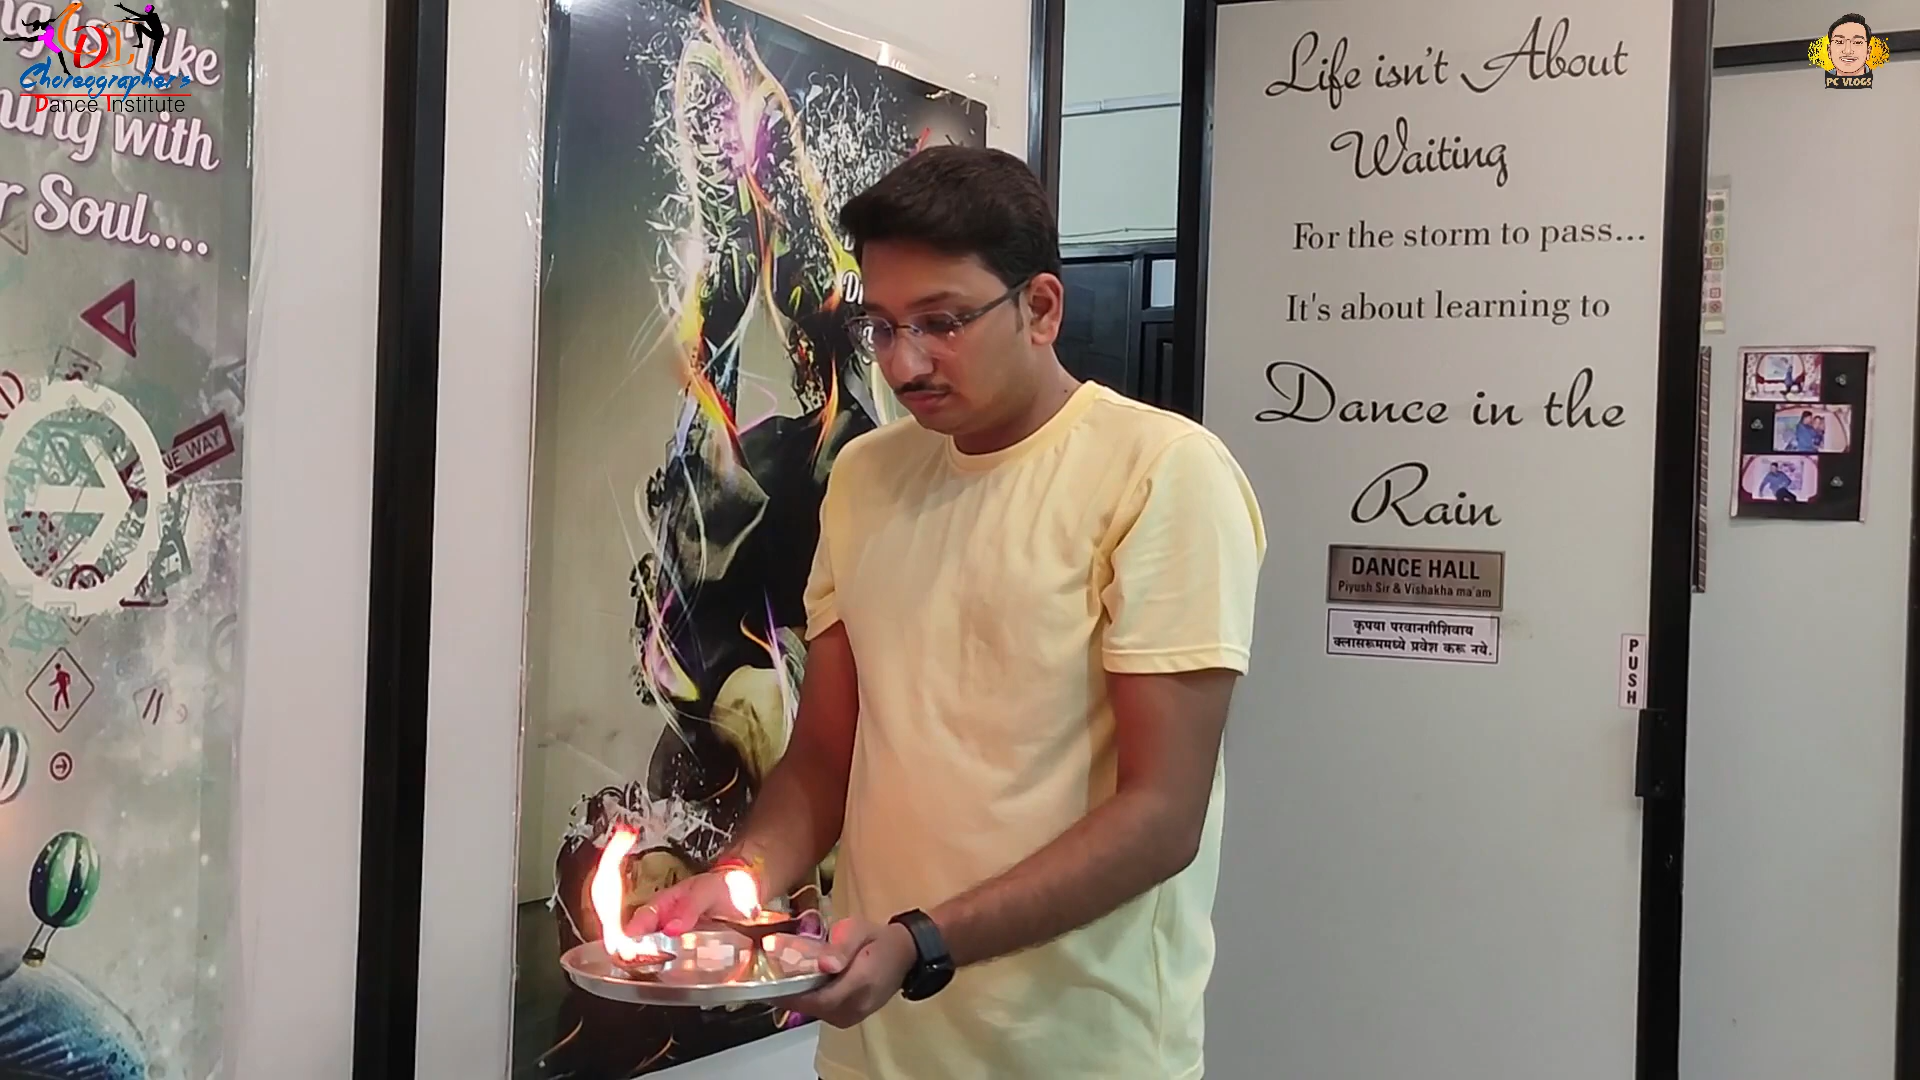 CDI
Choreographer's
Dance Institute
like
with
Soul....
WAY
PC VLOGS
Life isn't About
Waiting
For the storm to pass...
It's about learning to
Dance in the
Rain
DANCE HALL
Piyush Sir & Vishakha ma'am
कृपया परवानगीशिवाय
क्लासरूममध्ये प्रवेश करू नये.
PUSH